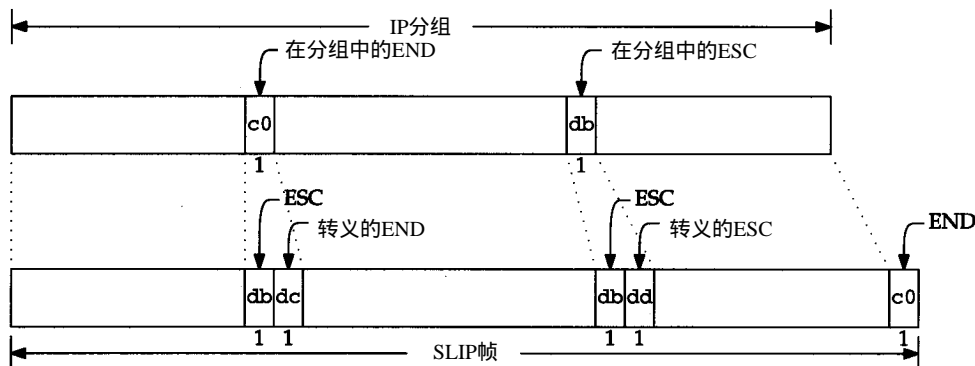 IP分组
在分组中的END
在分组中的ESC
c0
db
1
1
ESC
转义的END
ESC
转义的ESC
END
db
dc
db
dd
c0
1
1
1
1
1
SLIP帧